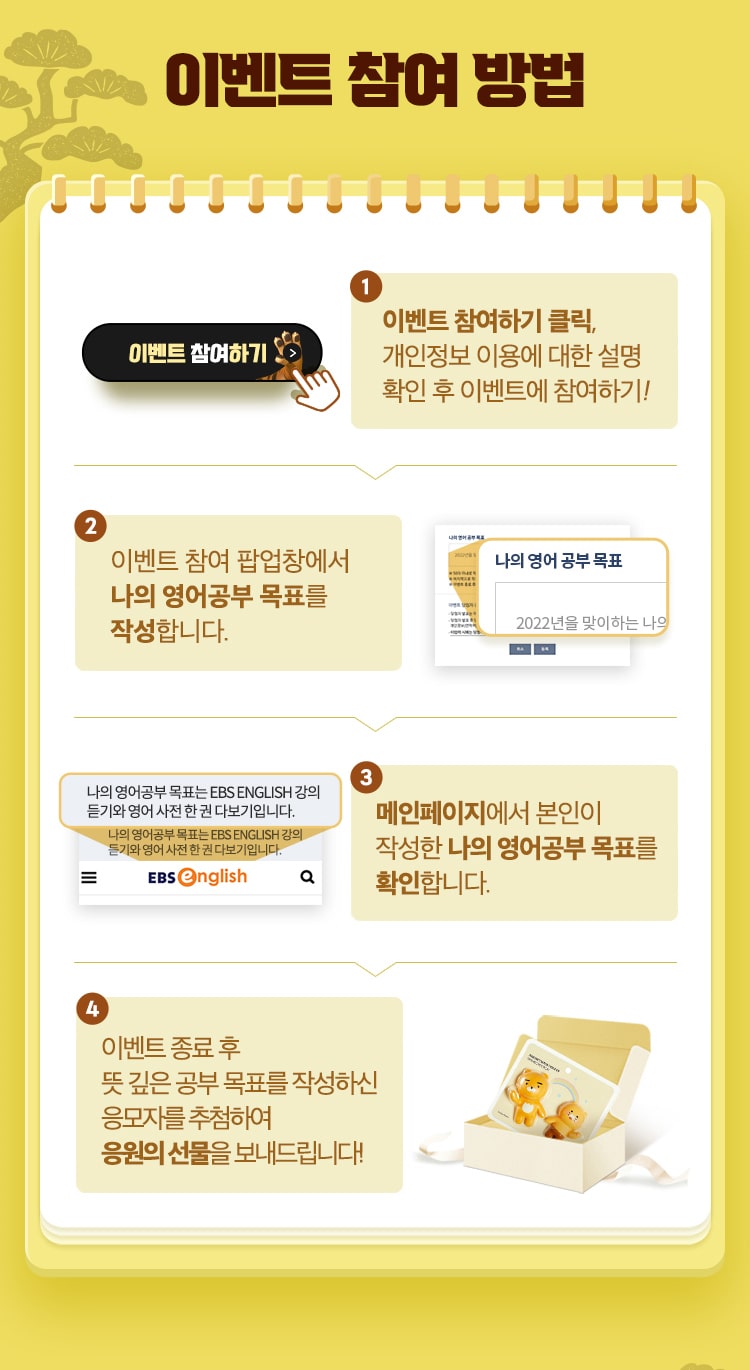 이벤트 참여 방법
이벤트 참여하기
1
이벤트 참여하기 클릭,
개인정보 이용에 대한 설명
확인 후 이벤트에 참여하기!
2
이벤트 참여 팝업창에서
나의 영어공부 목표를
작성합니다.
나의 영어 공부 목표
나의 영어 공부 목표
2022년을 맞이하는 나의
나의 영어공부 목표는 EBS ENGLISH 강의
듣기와 영어 사전 한 권 다보기입니다.
나의 영어공부 목표는 EBS ENGLISH 강의
듣기와 영어 사전 한 권 다보기입니다.
EBS english
3
메인페이지에서 본인이
작성한 나의 영어공부 목표를
확인합니다.
4
이벤트 종료 후
뜻 깊은 공부 목표를 작성하신
응모자를 추첨하여
응원의 선물을 보내드립니다!